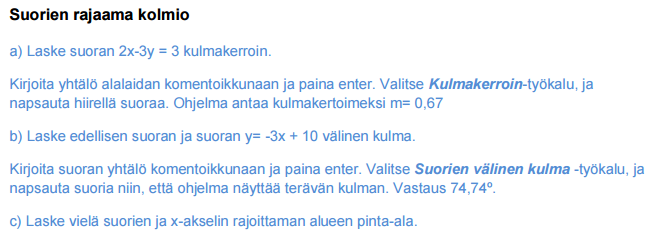 Suorien rajaama kolmio
a) Laske suoran 2x-3y = 3 kulmakerroin.
Kirjoita yhtälö alalaidan komentoikkunaan ja paina enter. Valitse Kulmakerroin-työkalu, ja
napsauta hiirellä suoraa. Ohjelma antaa kulmakertoimeksi m= 0,67
b) Laske edellisen suoran ja suoran y= -3x + 10 välinen kulma.
Kirjoita suoran yhtälö komentoikkunaan ja paina enter. Valitse Suorien välinen kulma -työkalu, ja
napsauta suoria niin, että ohjelma näyttää terävän kulman. Vastaus 74,74º.
c) Laske vielä suorien ja x-akselin rajoittaman alueen pinta-ala.